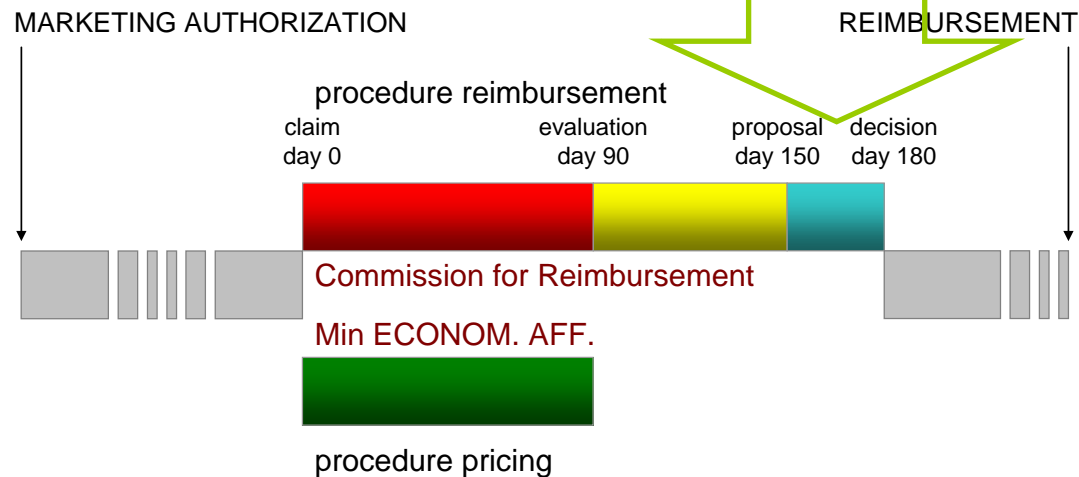 MARKETING AUTHORIZATION
REIMBURSEMENT
procedure reimbursement
claim
day 0
evaluation
day 90
proposal
day 150
decision
day 180
Commission for Reimbursement
Min ECONOM. AFF.
procedure pricing